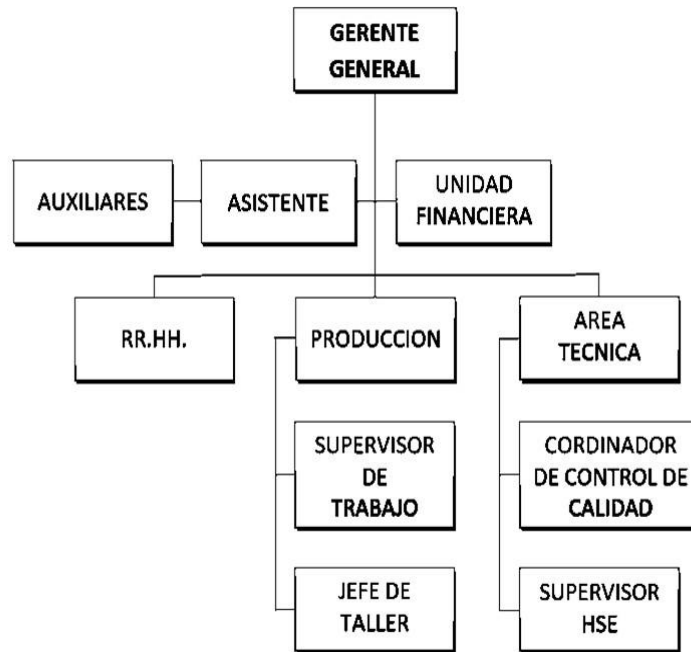 GERENTE
GENERAL
AUXILIARES
ASISTENTE
UNIDAD
FINANCIERA
RR.HH.
PRODUCCION
AREA
TECNICA
SUPERVISOR
DE
TRABAJO
CORDINADOR
DE CONTROL DE
CALIDAD
JEFE DE
TALLER
SUPERVISOR
HSE